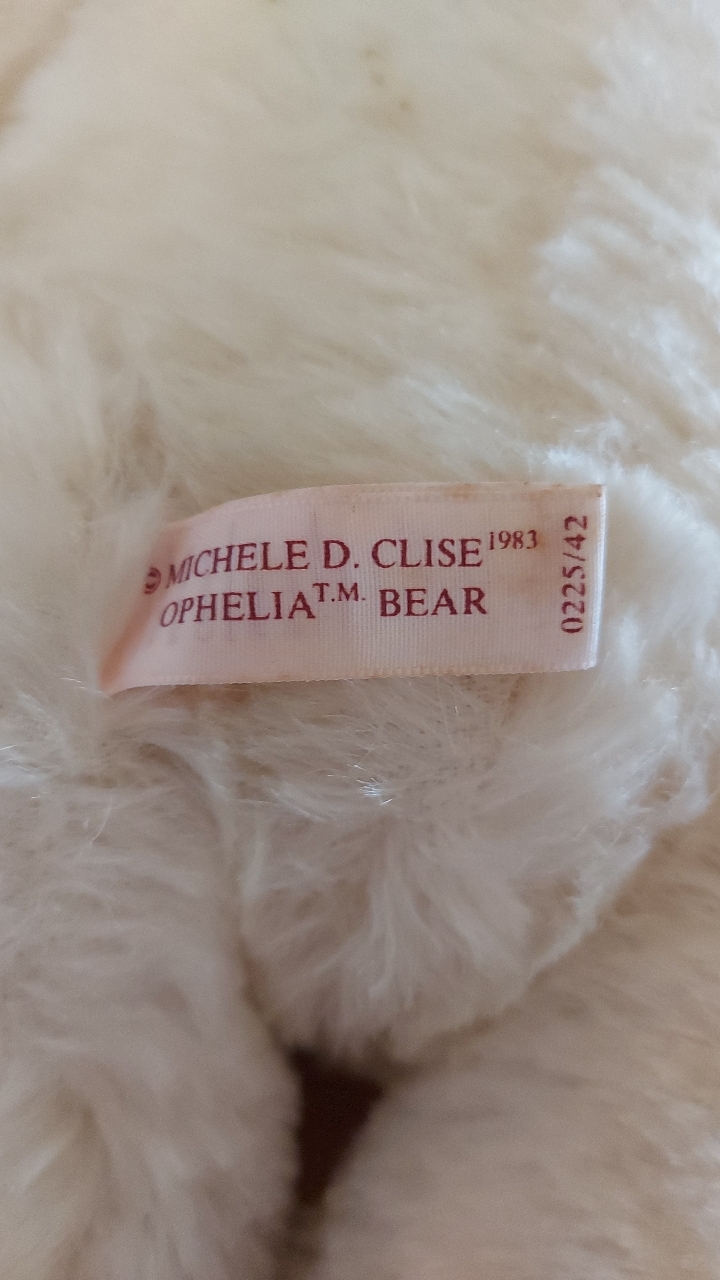 © MICHELE D. CLISE 1983
OPHELIA T.M. BEAR
0225/42